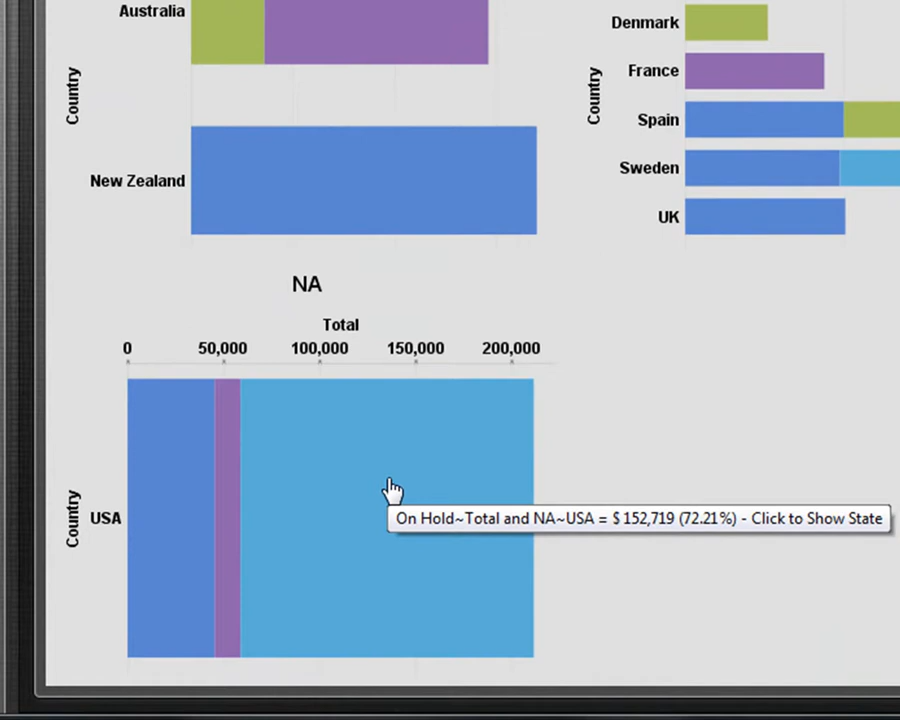 Australia
Country
New Zealand
Denmark
France
Country
Spain
Sweden
UK
NA
Total
0 50,000 100,000 150,000 200,000
Country
USA
On Hold~Total and NA~USA = $ 152,719 (72.21%) - Click to Show State